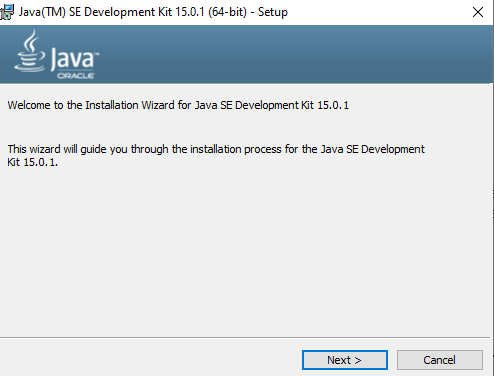 Java(TM) SE Development Kit 15.0.1 (64-bit) - Setup
Java™
ORACLE
Welcome to the Installation Wizard for Java SE Development Kit 15.0.1
This wizard will guide you through the installation process for the Java SE Development
Kit 15.0.1.
Next > Cancel